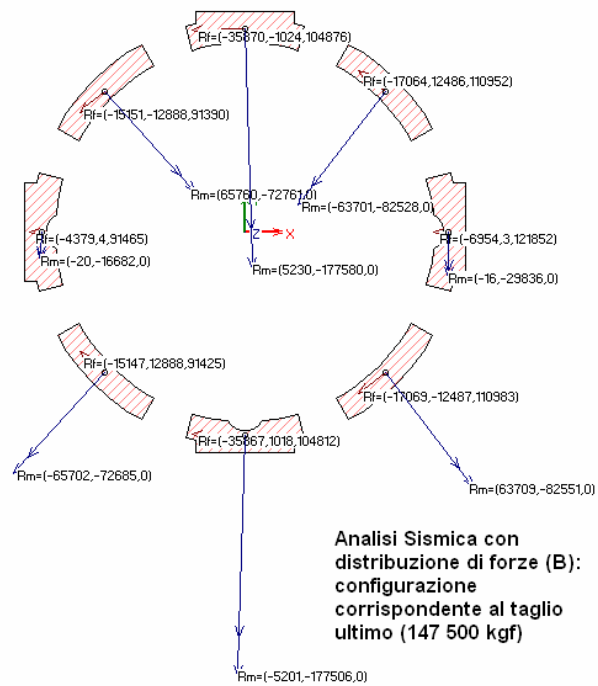 Rf=(-35870,-1024,104876)
Rf=(-17064,12486,110952)
Rf=(-15151,-12888,91390)
Rm=(65760,-72761,0)
Rm=(-63701,-82528,0)
Rf=(-4379,4,91465)
Z X
Rf=(-6954,3,121852)
Rm=(-20,-16682,0)
Rm=(5230,-177580,0)
Rm=(-16,-29836,0)
Rf=(-15147,12888,91425)
Rf=(-17069,-12487,110983)
Rf=(-35867,1018,104812)
Rm=(-65702,-72685,0)
Rm=(63709,-82551,0)
Analisi Sismica con
distribuzione di forze (B):
configurazione
corrispondente al taglio
ultimo (147 500 kgf)
Rm=(-5201,-177506,0)